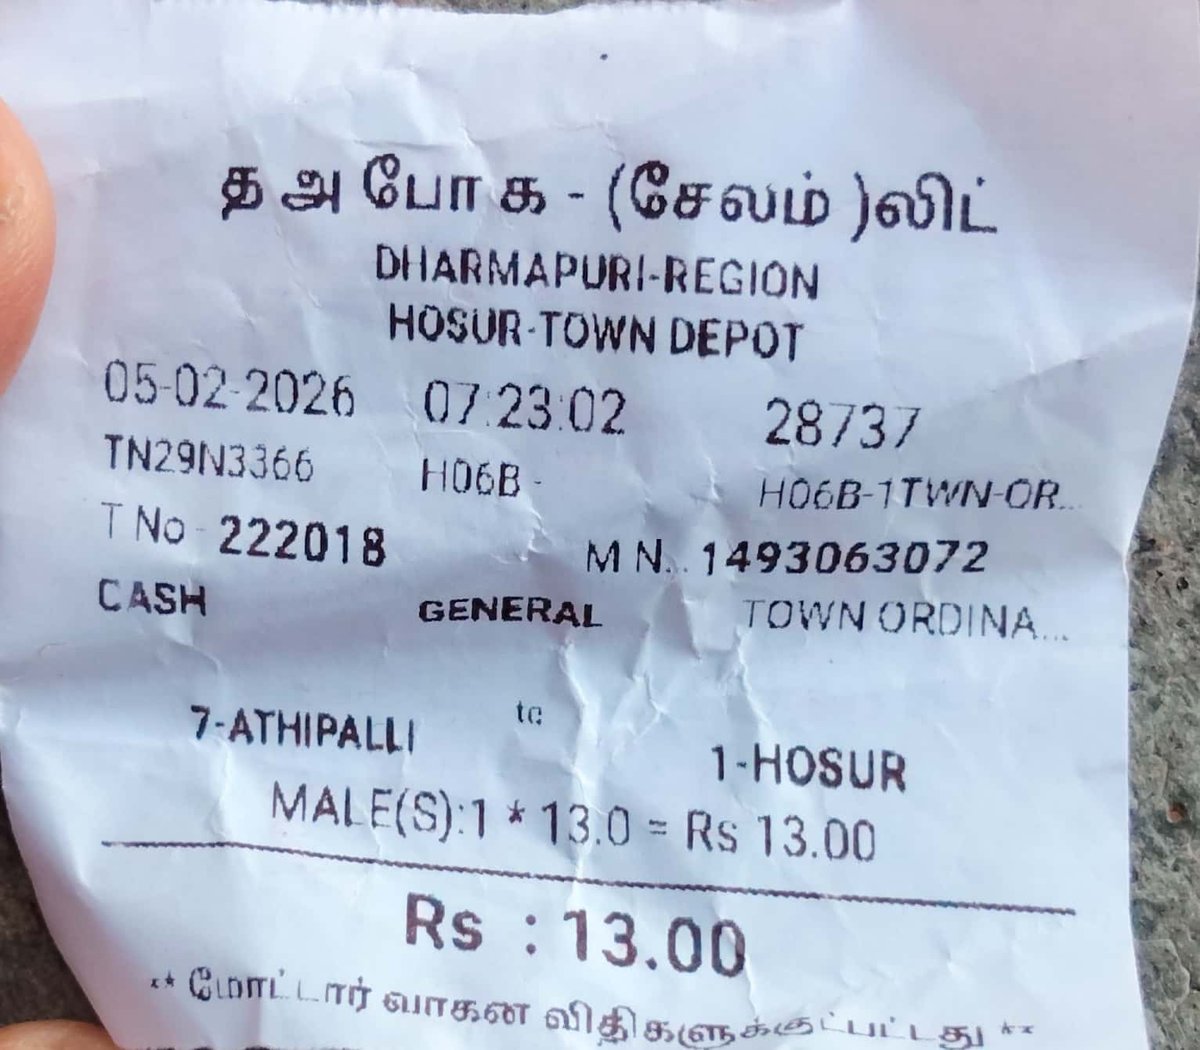 த அ போ க - (சேலம் )லிட்
DHARMAPURI-REGION
HOSUR-TOWN DEPOT
05-02-2026 07:23:02 28737
TN29N3366 H06B - H06B-1TWN-OR...
T No - 222018 M N... 1493063072
CASH GENERAL TOWN ORDINA...
7-ATHIPALLI to 1-HOSUR
MALE(S):1 * 13.0 = Rs 13.00
Rs : 13.00
** மோட்டார் வாகன விதிகளுக்குட்பட்டது **